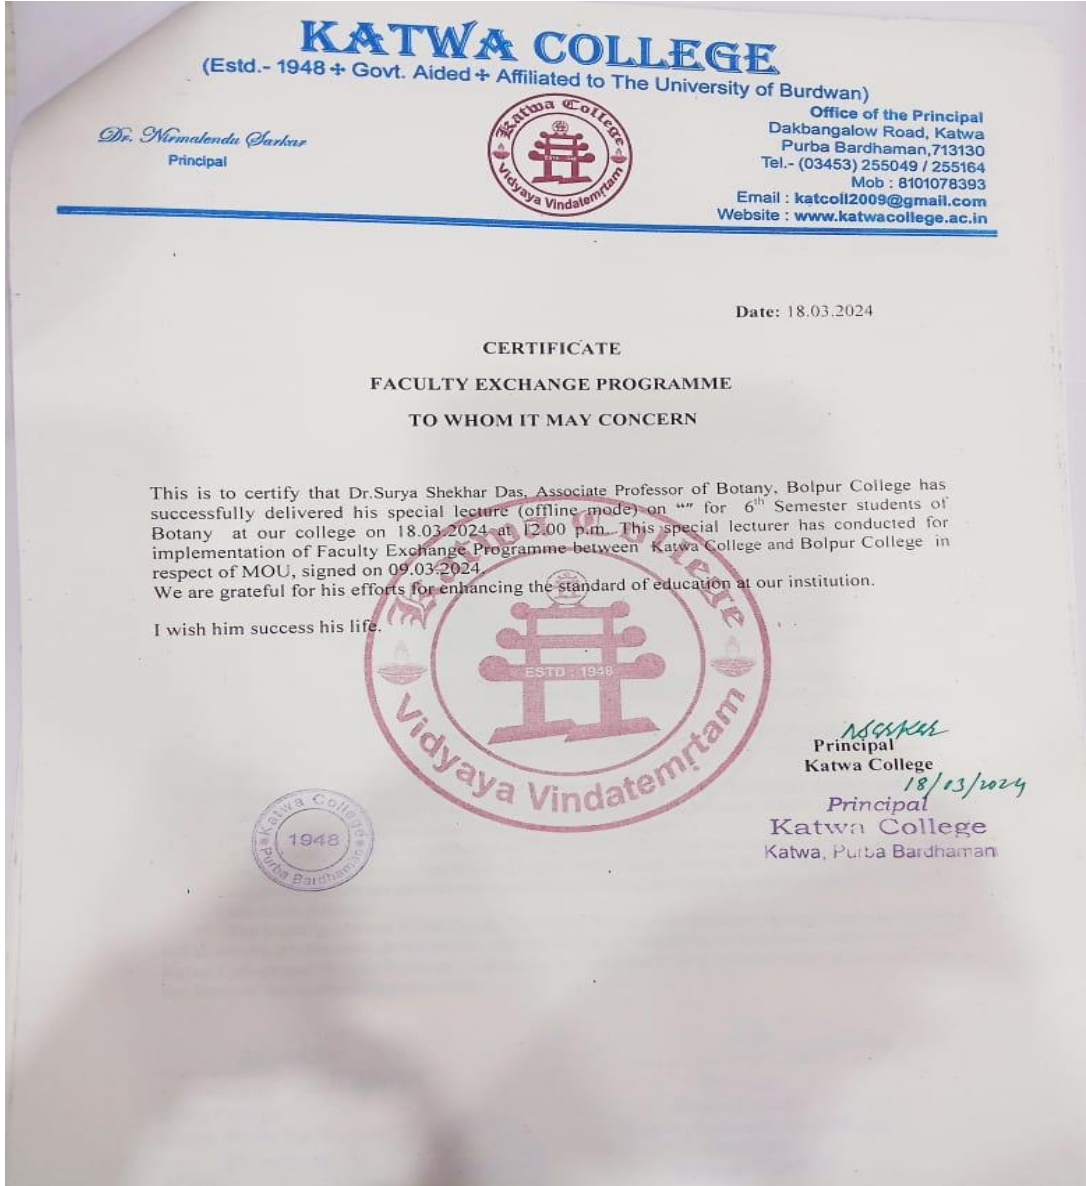 KATWA COLLEGE
(Estd.- 1948 + Govt. Aided + Affiliated to The University of Burdwan)
Dr. Nirmalendu Sarkar
Principal
Katwa College
ESTD : 1948
Vidyaya Vindatemrtam
Office of the Principal
Dakbangalow Road, Katwa
Purba Bardhaman,713130
Tel.- (03453) 255049 / 255164
Mob : 8101078393
Email : katcoll2009@gmail.com
Website : www.katwacollege.ac.in
Date: 18.03.2024
CERTIFICATE
FACULTY EXCHANGE PROGRAMME
TO WHOM IT MAY CONCERN
This is to certify that Dr.Surya Shekhar Das, Associate Professor of Botany, Bolpur College has
successfully delivered his special lecture (offline mode) on “” for 6th Semester students of
Botany at our college on 18.03.2024 at 12.00 p.m. This special lecturer has conducted for
implementation of Faculty Exchange Programme between Katwa College and Bolpur College in
respect of MOU, signed on 09.03.2024.
We are grateful for his efforts for enhancing the standard of education at our institution.
I wish him success his life.
Katwa College
ESTD : 1948
Vidyaya Vindatemrtam
NSarkar
Principal
Katwa College
18/03/2024
Principal
Katwa College
Katwa, Purba Bardhaman
Katwa College
1948
Purba Bardhaman